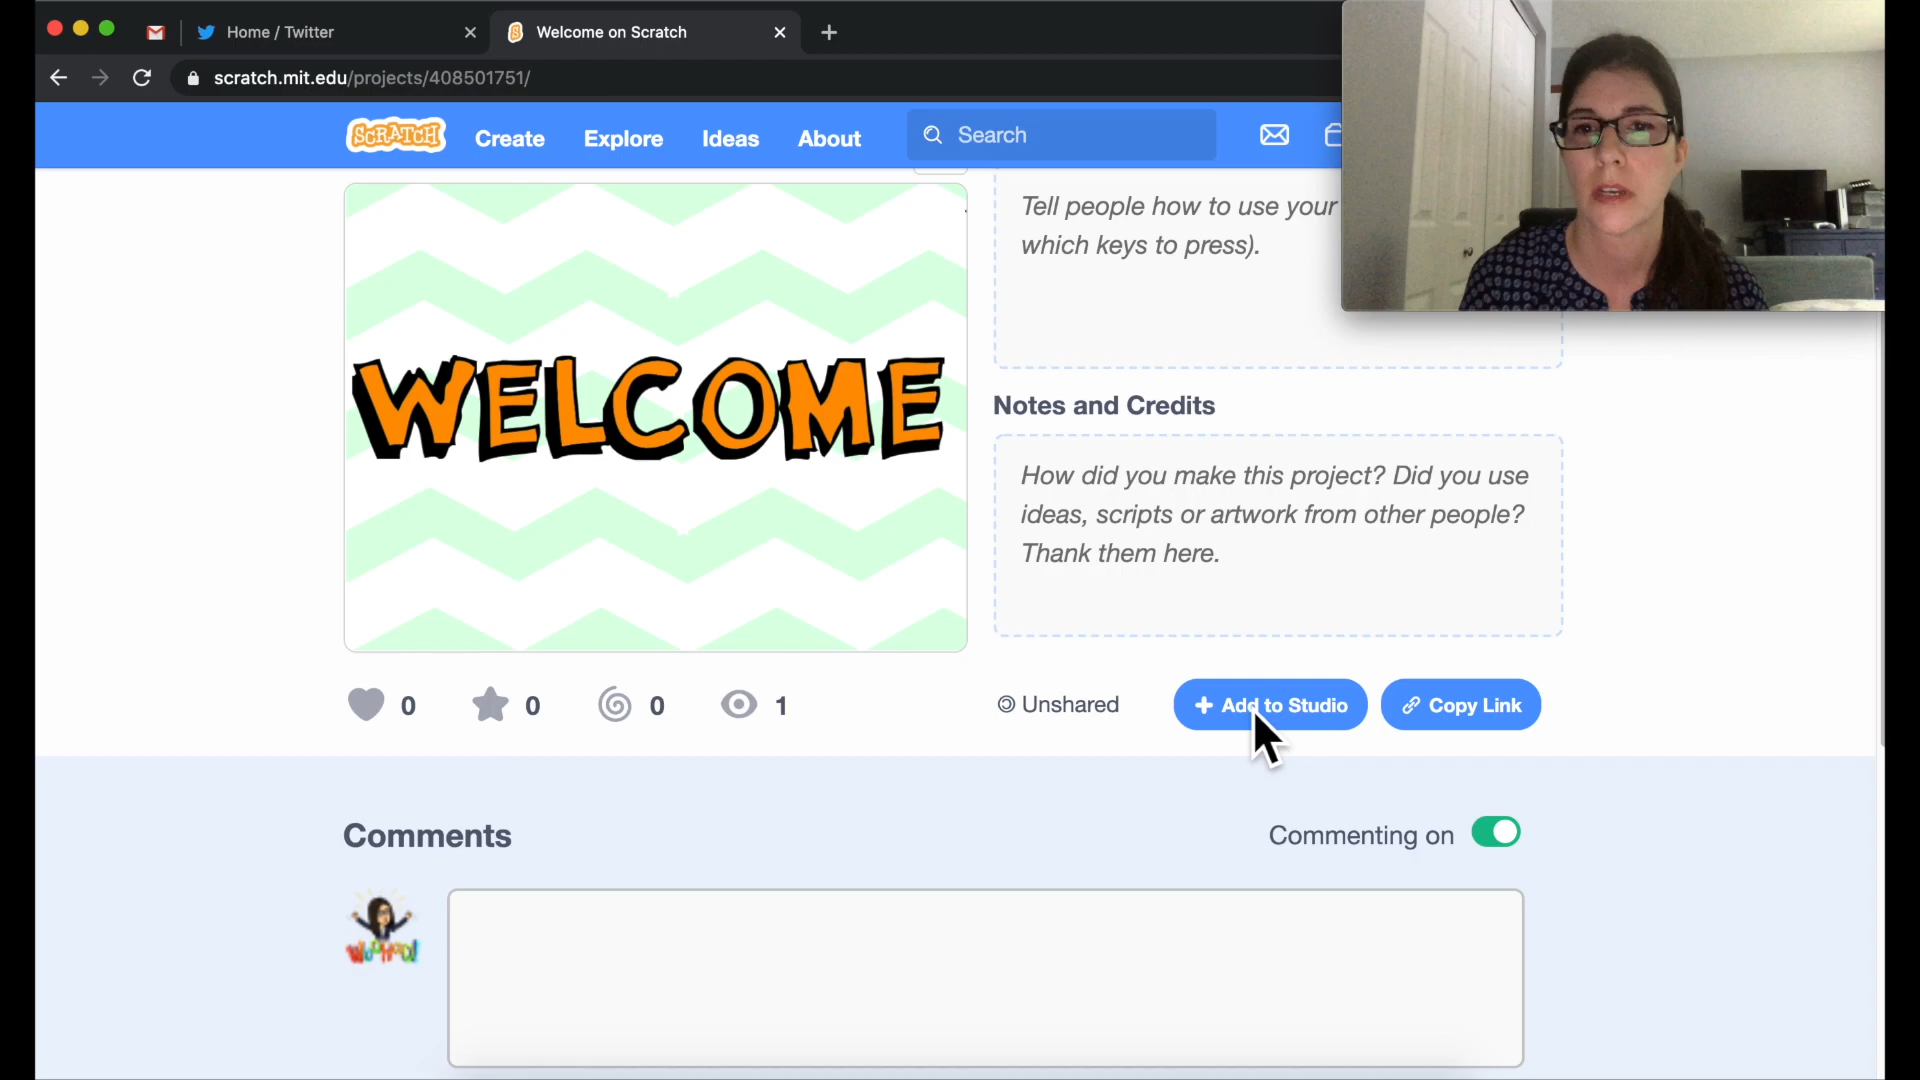 Home / Twitter
Welcome on Scratch
scratch.mit.edu/projects/408501751/
SCRATCH
Create
Explore
Ideas
About
Search
Tell people how to use your
which keys to press).
WELCOME
Notes and Credits
How did you make this project? Did you use
ideas, scripts or artwork from other people?
Thank them here.
0
0
0
1
Unshared
Add to Studio
Copy Link
Comments
Commenting on
WOOHOO!